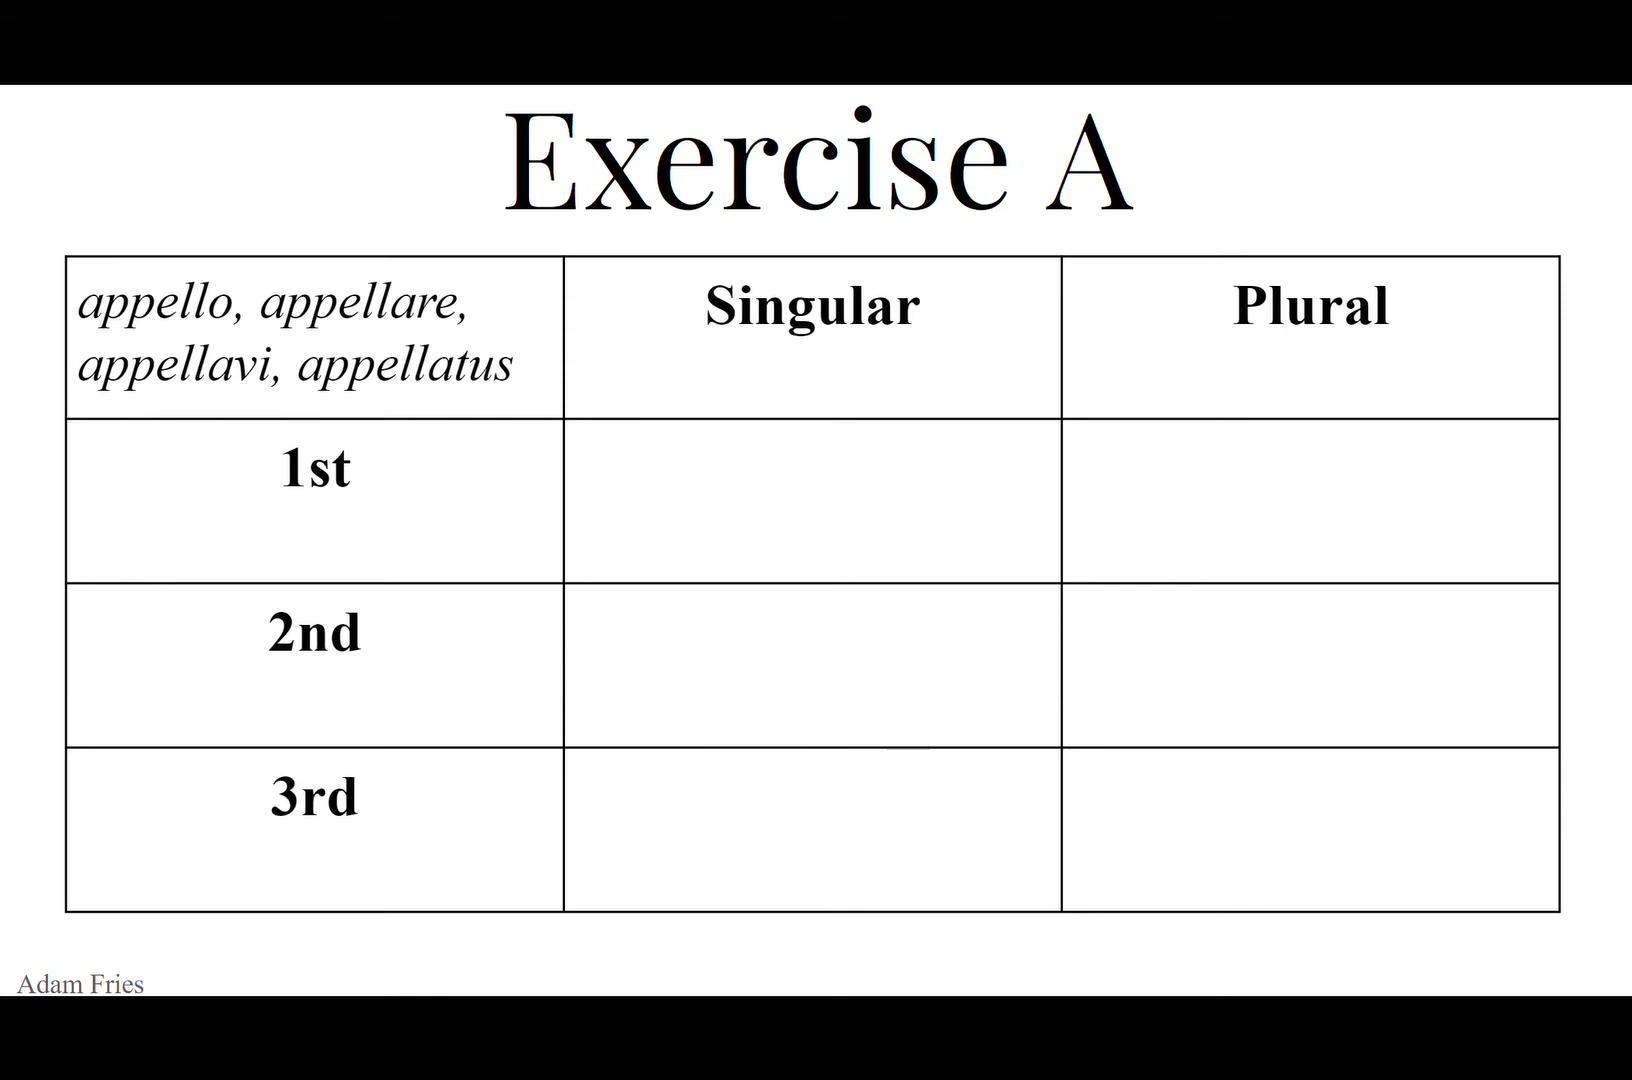 Exercise A
appello, appellare,
appellavi, appellatus
Singular
Plural
1st
2nd
3rd
Adam Fries